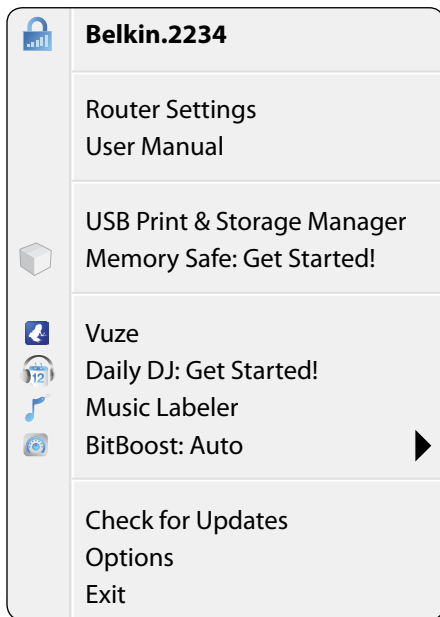 Belkin.2234
Router Settings
User Manual
USB Print & Storage Manager
Memory Safe: Get Started!
Vuze
12
Daily DJ: Get Started!
Music Labeler
BitBoost: Auto
Check for Updates
Options
Exit